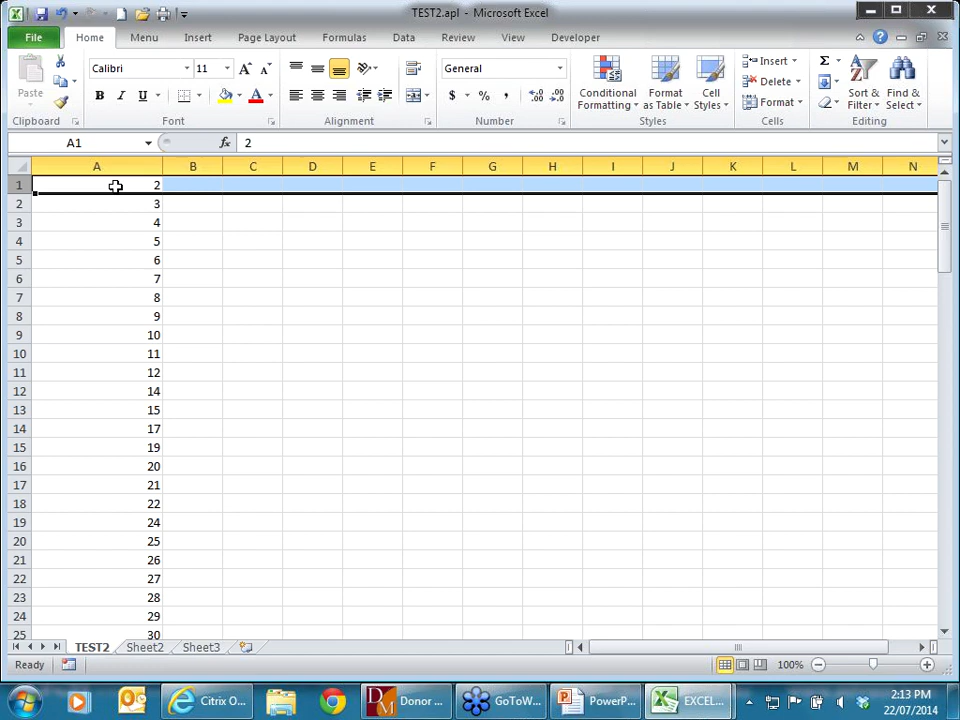 TEST2.apl - Microsoft Excel
File Home Menu Insert Page Layout Formulas Data Review View Developer
Paste
Calibri 11
General
Insert
Delete
Format
B I U A
$ % ,
Conditional Formatting
Format as Table
Cell Styles
Sort & Filter
Find & Select
Clipboard Font Alignment Number Styles Cells Editing
A1 fx 2
A B C D E F G H I J K L M N
1 2
2 3
3 4
4 5
5 6
6 7
7 8
8 9
9 10
10 11
11 12
12 14
13 15
14 17
15 19
16 20
17 21
18 22
19 24
20 25
21 26
22 27
23 28
24 29
25 30
TEST2 Sheet2 Sheet3
Ready 100%
Citrix O... Donor ... GoToW... PowerP... EXCEL...
2:13 PM
22/07/2014